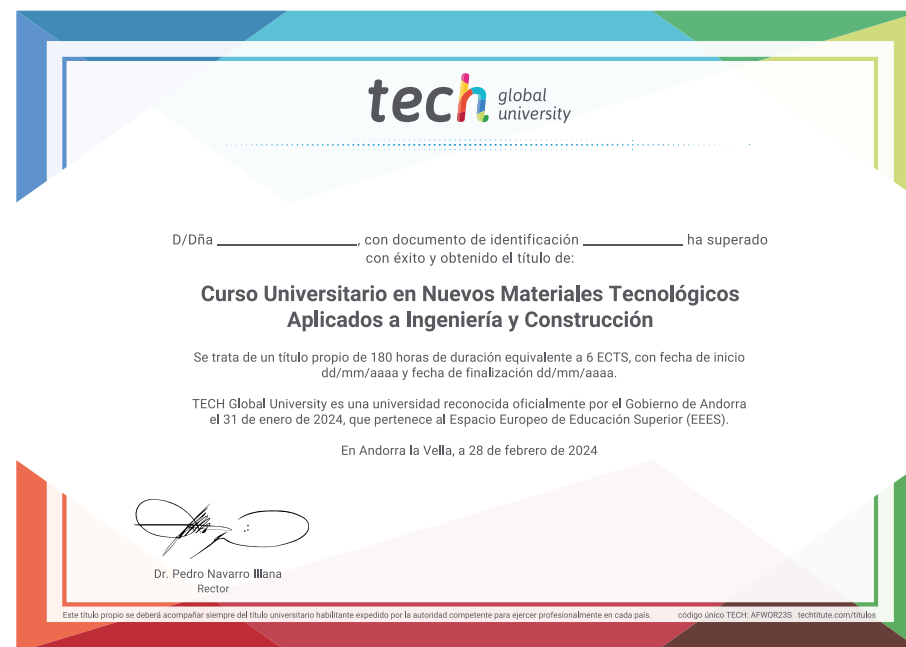 tech global university
D/Dña ______________, con documento de identificación ______________ ha superado
con éxito y obtenido el título de:
Curso Universitario en Nuevos Materiales Tecnológicos
Aplicados a Ingeniería y Construcción
Se trata de un título propio de 180 horas de duración equivalente a 6 ECTS, con fecha de inicio
dd/mm/aaaa y fecha de finalización dd/mm/aaaa.
TECH Global University es una universidad reconocida oficialmente por el Gobierno de Andorra
el 31 de enero de 2024, que pertenece al Espacio Europeo de Educación Superior (EEES).
En Andorra la Vella, a 28 de febrero de 2024
Dr. Pedro Navarro Illana
Rector
Este título propio se deberá acompañar siempre del título universitario habilitante expedido por la autoridad competente para ejercer profesionalmente en cada país. código único TECH: AFWOR23S techtitute.com/titulos